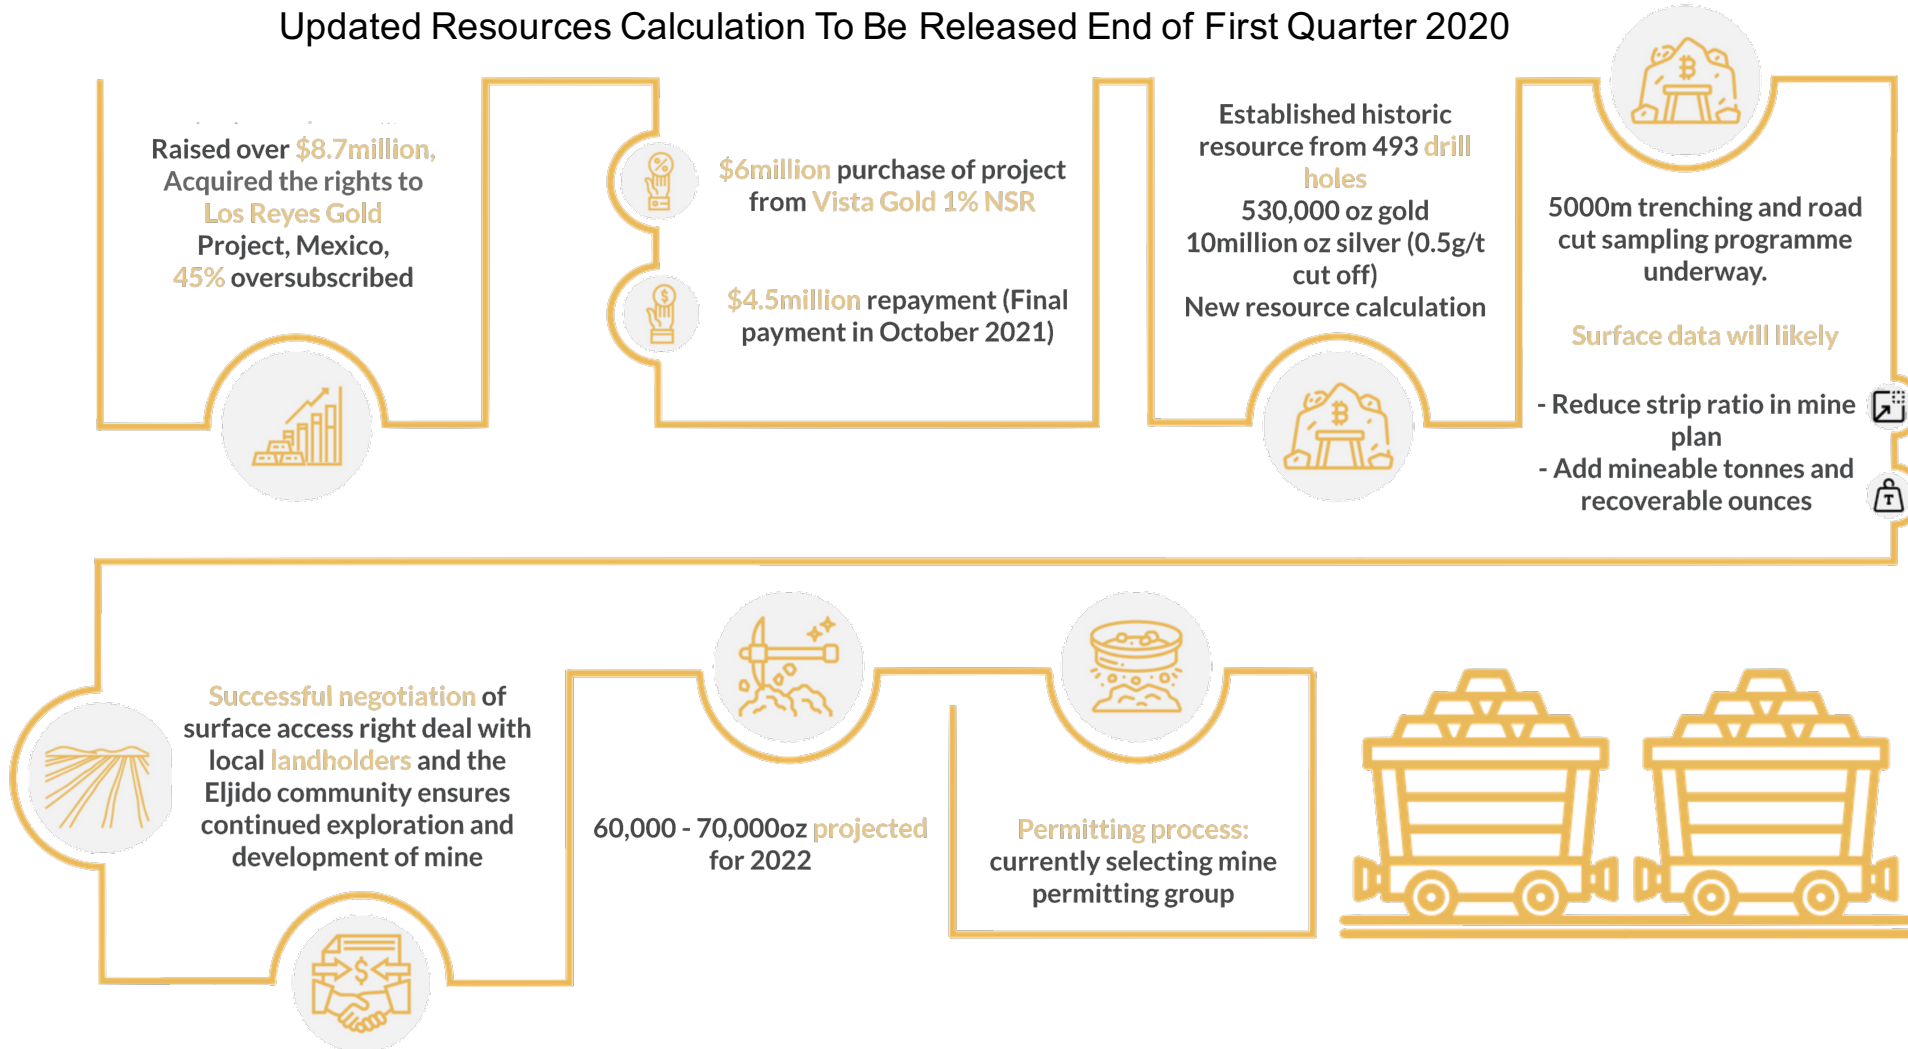 Updated Resources Calculation To Be Released End of First Quarter 2020
Raised over $8.7million,
Acquired the rights to
Los Reyes Gold
Project, Mexico,
45% oversubscribed
$6million purchase of project
from Vista Gold 1% NSR
$4.5million repayment (Final
payment in October 2021)
Established historic
resource from 493 drill
holes
530,000 oz gold
10million oz silver (0.5g/t
cut off)
New resource calculation
5000m trenching and road
cut sampling programme
underway.
Surface data will likely
- Reduce strip ratio in mine
plan
- Add mineable tonnes and
recoverable ounces
T
Successful negotiation of
surface access right deal with
local landholders and the
Eljido community ensures
continued exploration and
development of mine
60,000 - 70,000oz projected
for 2022
Permitting process:
currently selecting mine
permitting group